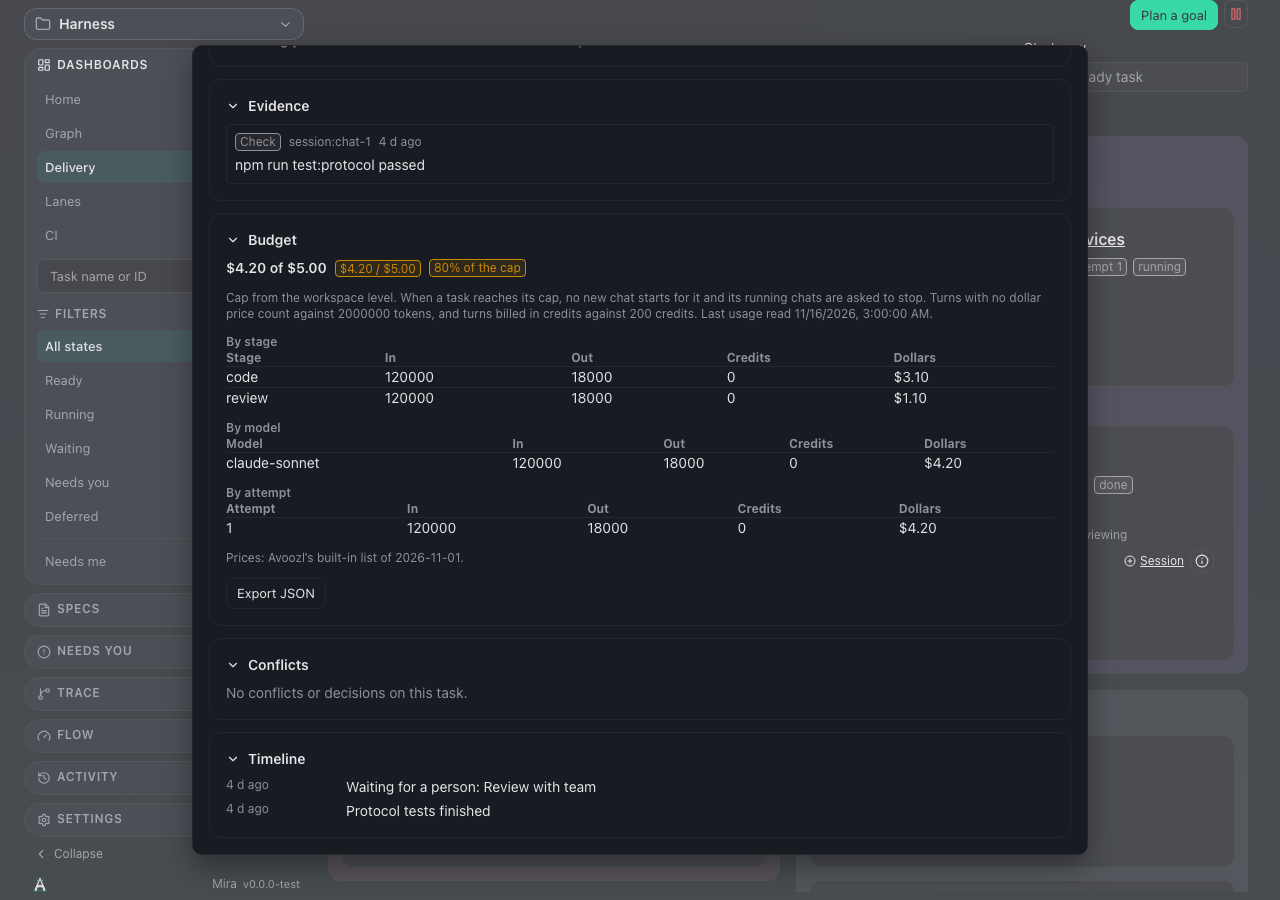 Harness
Plan a goal
DASHBOARDS
Home
Graph
Delivery
Lanes
CI
Task name or ID
FILTERS
All states
Ready
Running
Waiting
Needs you
Deferred
Needs me
SPECS
NEEDS YOU
TRACE
FLOW
ACTIVITY
SETTINGS
Collapse
Mira v0.0.0-test
Evidence
Check session:chat-1 4 d ago
npm run test:protocol passed
Budget
$4.20 of $5.00 $4.20 / $5.00 80% of the cap
Cap from the workspace level. When a task reaches its cap, no new chat starts for it and its running chats are asked to stop. Turns with no dollar
price count against 2000000 tokens, and turns billed in credits against 200 credits. Last usage read 11/16/2026, 3:00:00 AM.
By stage
Stage In Out Credits Dollars
code 120000 18000 0 $3.10
review 120000 18000 0 $1.10
By model
Model In Out Credits Dollars
claude-sonnet 120000 18000 0 $4.20
By attempt
Attempt In Out Credits Dollars
1 120000 18000 0 $4.20
Prices: Avoozl's built-in list of 2026-11-01.
Export JSON
Conflicts
No conflicts or decisions on this task.
Timeline
4 d ago Waiting for a person: Review with team
4 d ago Protocol tests finished
task
running
done
Session